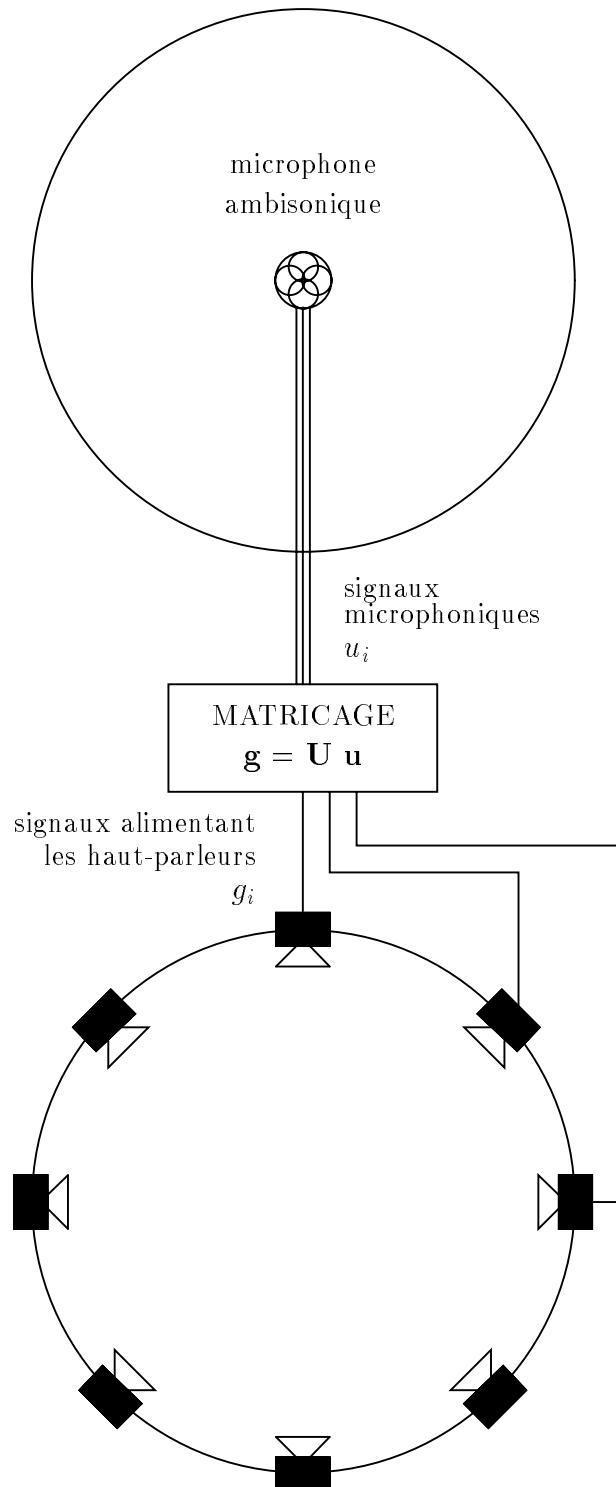 microphone
ambisonique
signaux
microphoniques
u_i
MATRICAGE
g = U u
signaux alimentant
les haut-parleurs
g_i